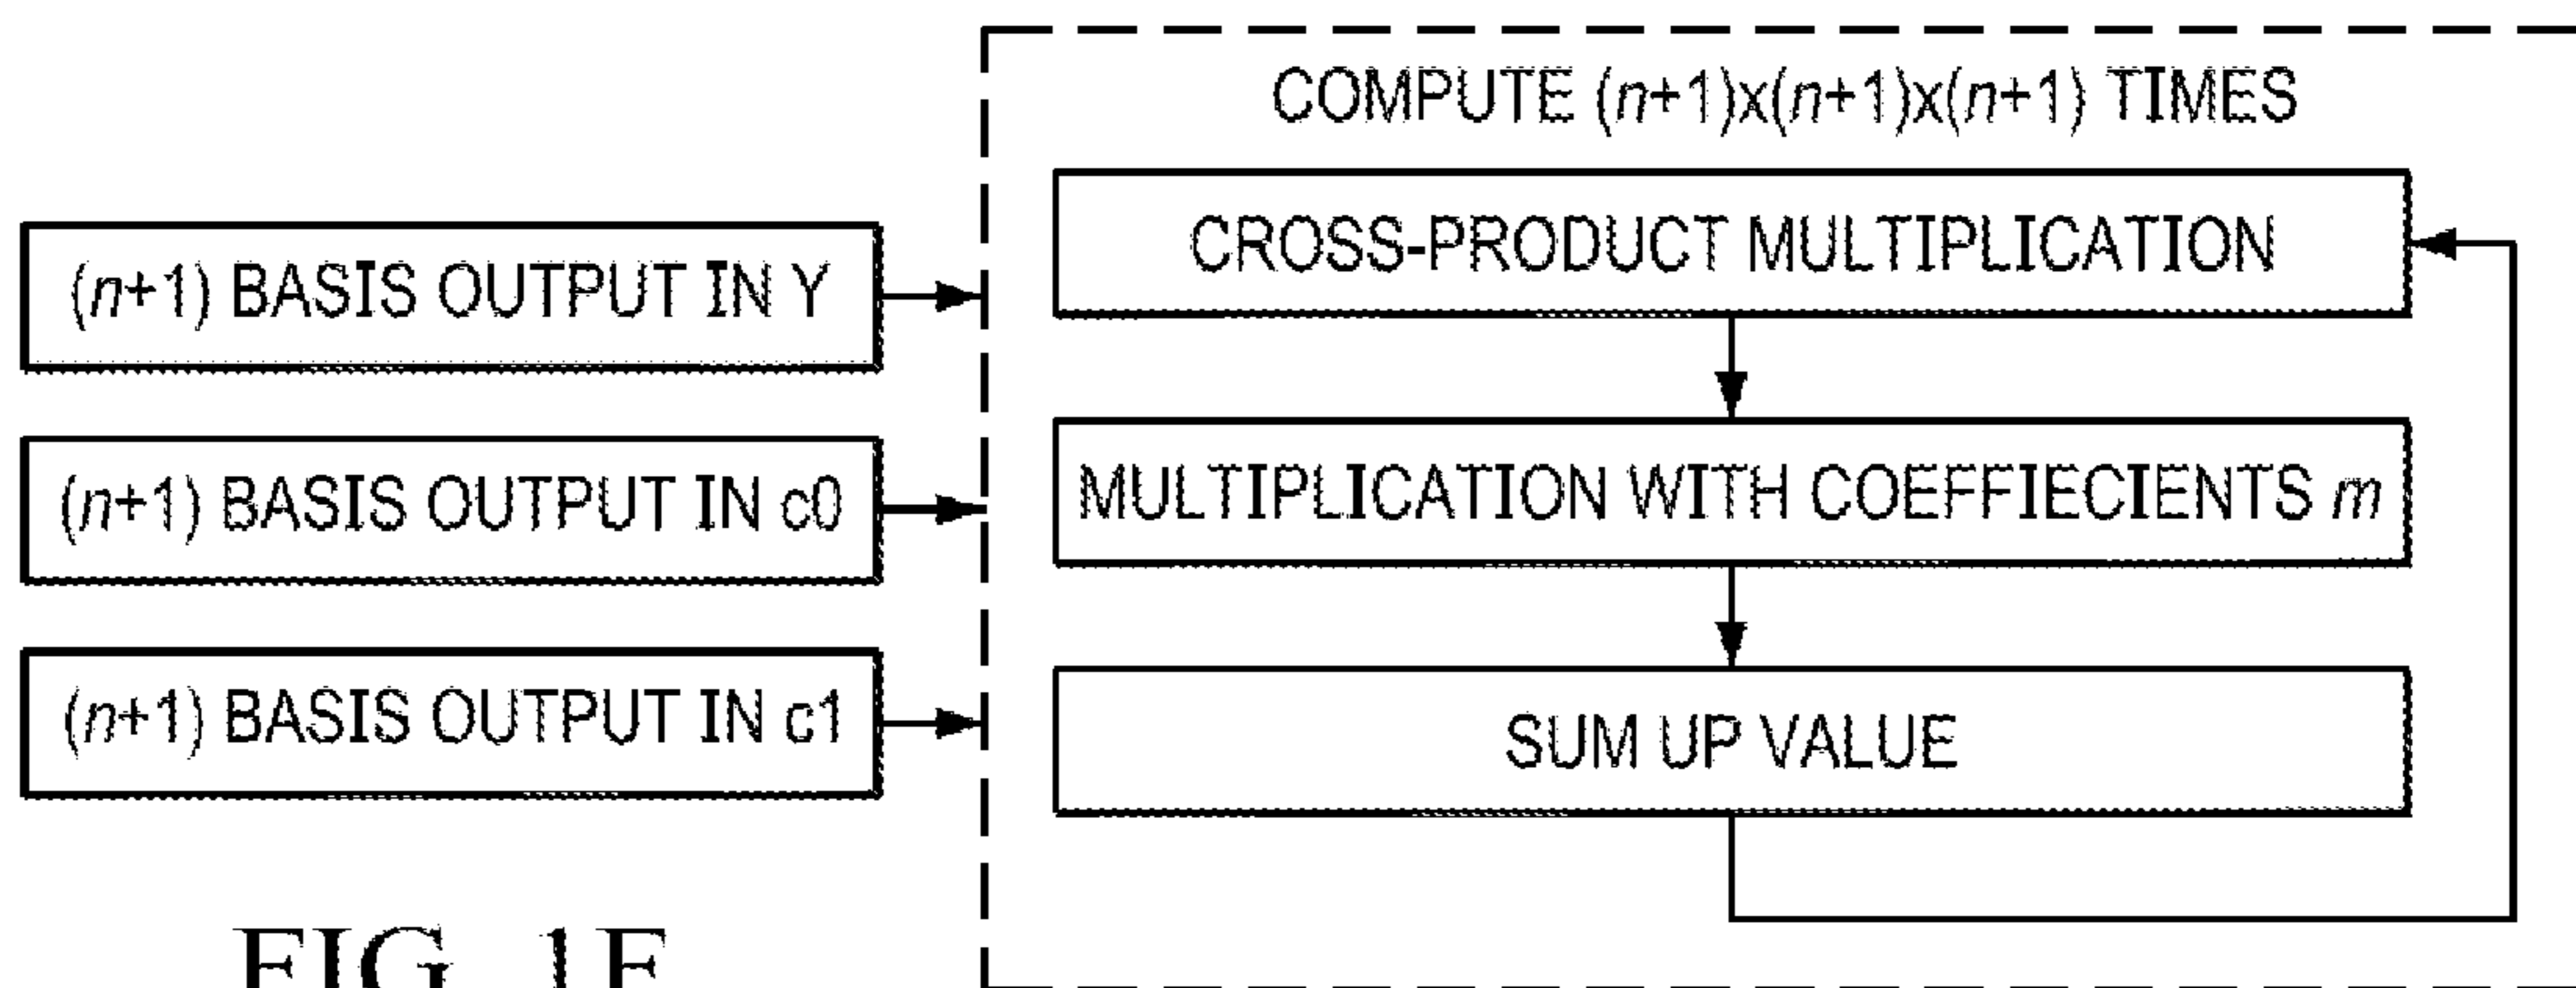 COMPUTE (n+1)x(n+1)x(n+1) TIMES
(n+1) BASIS OUTPUT IN Y
(n+1) BASIS OUTPUT IN c0
(n+1) BASIS OUTPUT IN c1
CROSS-PRODUCT MULTIPLICATION
MULTIPLICATION WITH COEFFIECIENTS m
SUM UP VALUE
FIG.